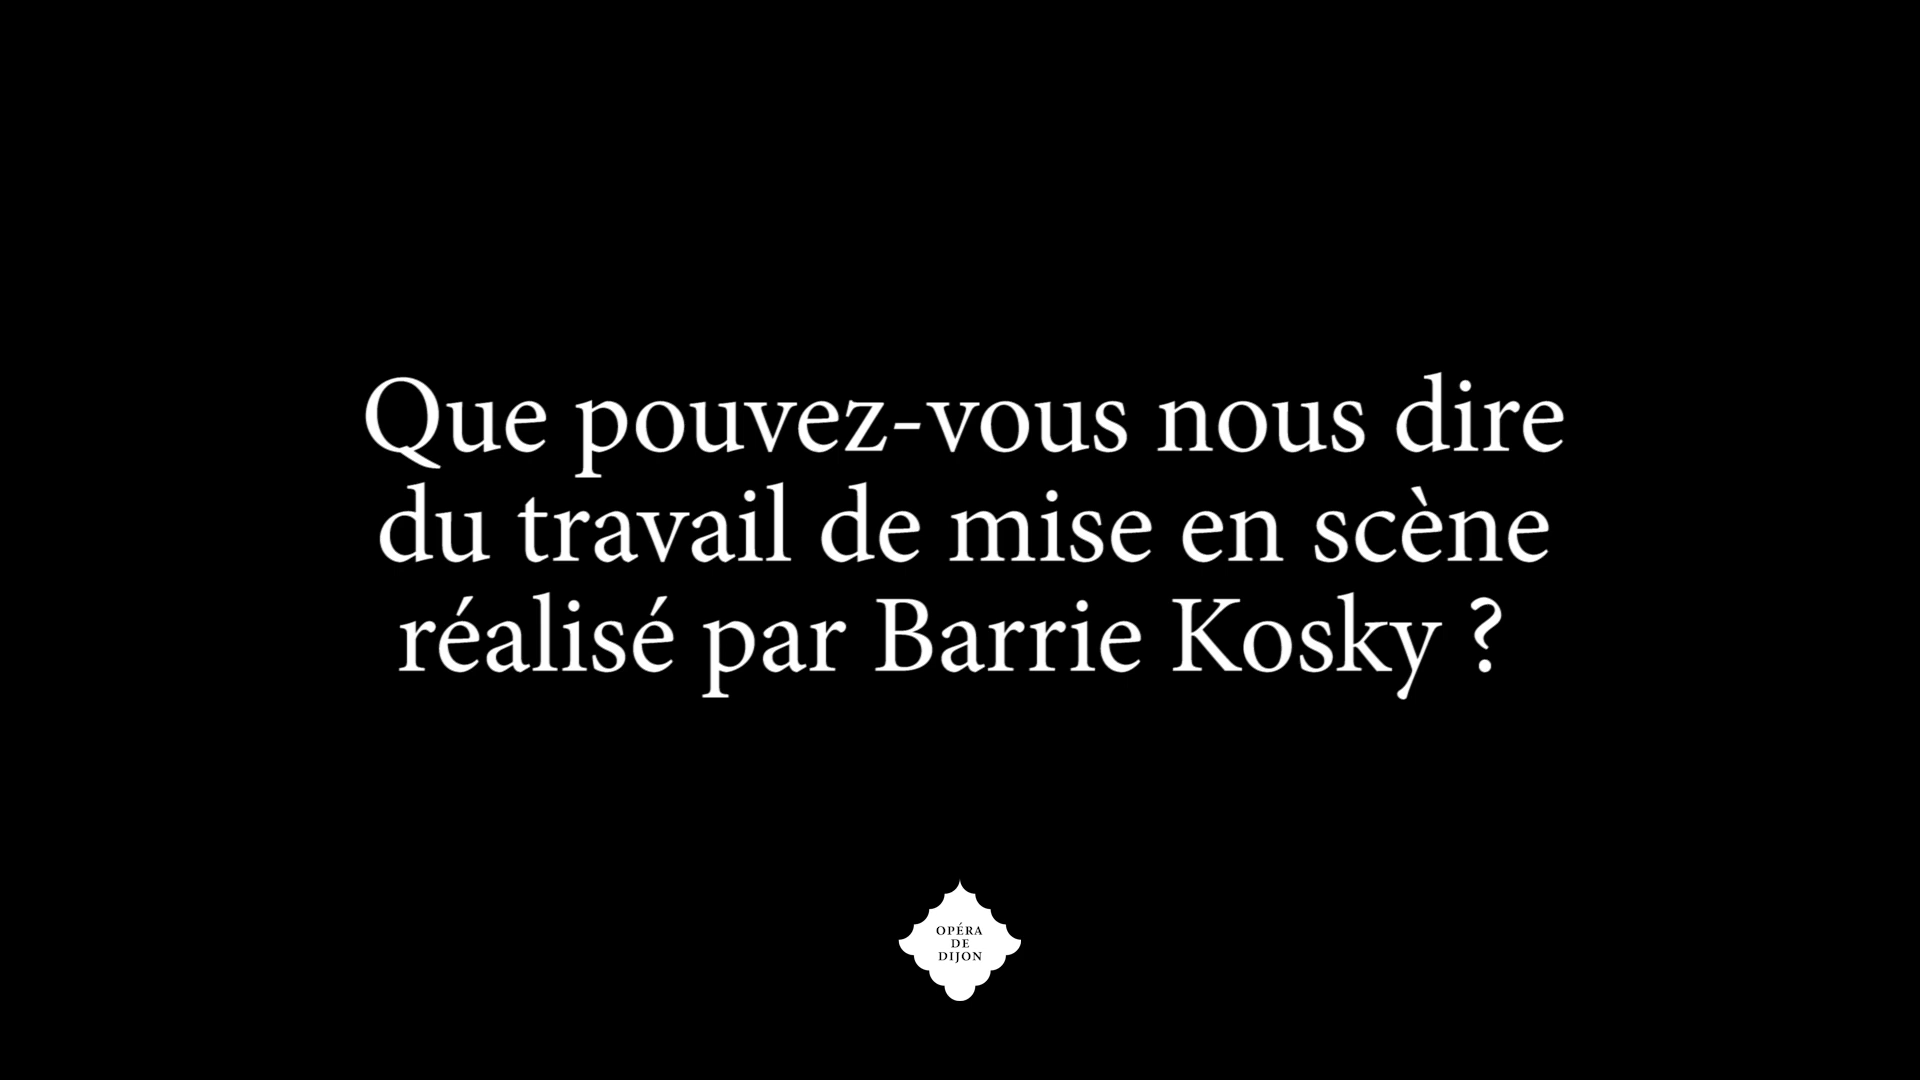 Que pouvez-vous nous dire
du travail de mise en scène
réalisé par Barrie Kosky ?
OPÉRA
DE
DIJON